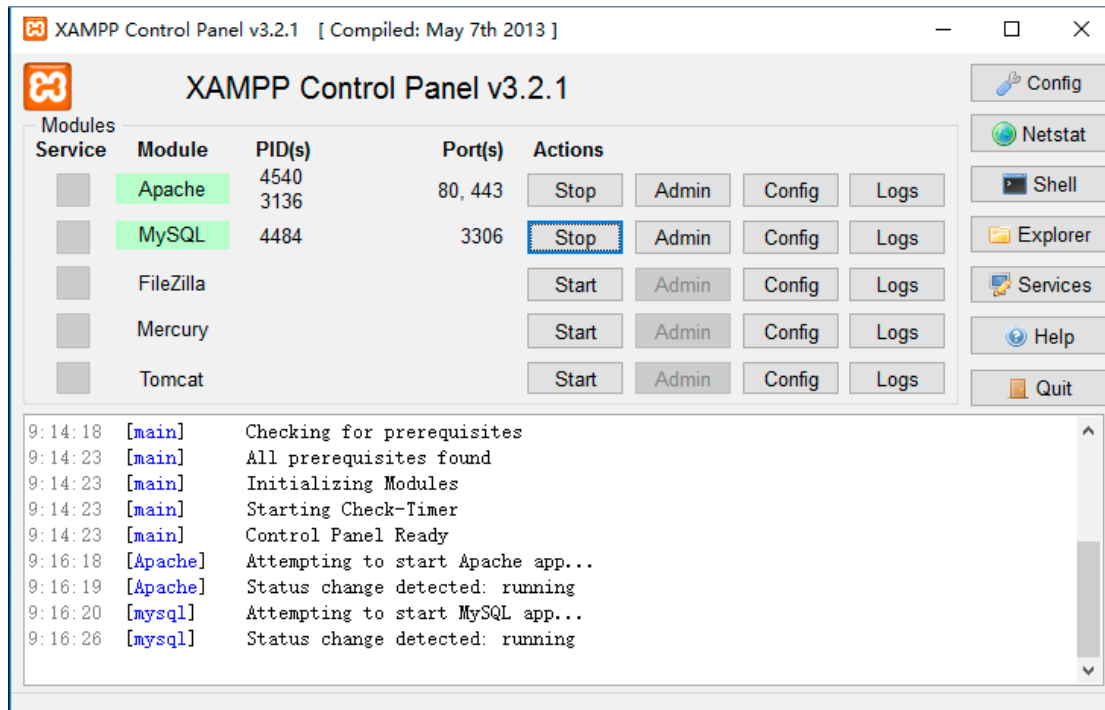 XAMPP Control Panel v3.2.1 [ Compiled: May 7th 2013 ]
XAMPP Control Panel v3.2.1
Config
Modules
Netstat
Service Module PID(s) Port(s) Actions
Apache 4540 80, 443 Stop Admin Config Logs
3136
Shell
MySQL 4484 3306 Stop Admin Config Logs
Explorer
FileZilla Start Admin Config Logs
Services
Mercury Start Admin Config Logs
Help
Tomcat Start Admin Config Logs
Quit
9:14:18 [main] Checking for prerequisites
9:14:23 [main] All prerequisites found
9:14:23 [main] Initializing Modules
9:14:23 [main] Starting Check-Timer
9:14:23 [main] Control Panel Ready
9:16:18 [Apache] Attempting to start Apache app...
9:16:19 [Apache] Status change detected: running
9:16:20 [mysql] Attempting to start MySQL app...
9:16:26 [mysql] Status change detected: running